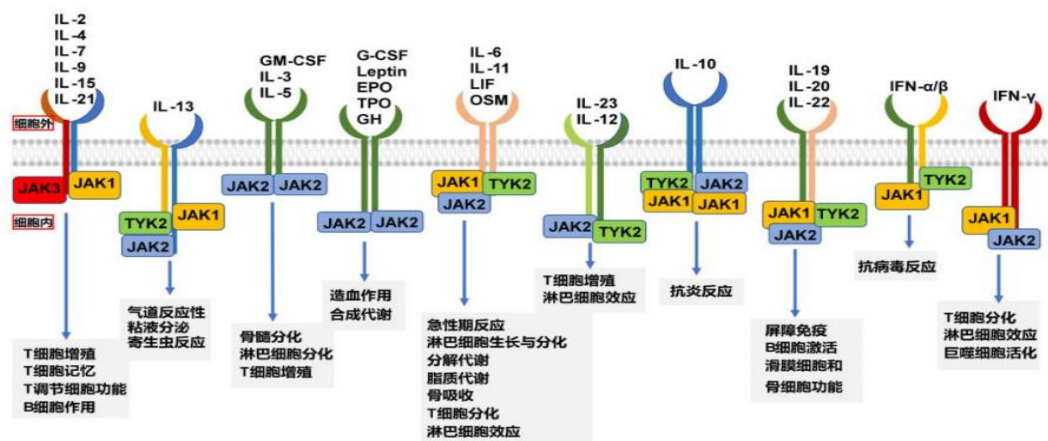 IL-2
IL-4
IL-7
IL-9
IL-15
IL-21
细胞外
JAK3
JAK1
细胞内
T细胞增殖
T细胞记忆
T调节细胞功能
B细胞作用
IL-13
TYK2
JAK1
JAK2
气道反应性
粘液分泌
寄生虫反应
GM-CSF
IL-3
IL-5
JAK2
JAK2
骨髓分化
淋巴细胞分化
T细胞增殖
G-CSF
Leptin
EPO
TPO
GH
JAK2
JAK2
造血作用
合成代谢
IL-6
IL-11
LIF
OSM
JAK1
TYK2
JAK2
急性期反应
淋巴细胞生长与分化
分解代谢
脂质代谢
骨吸收
T细胞分化
淋巴细胞效应
IL-23
IL-12
JAK2
TYK2
T细胞增殖
淋巴细胞效应
IL-10
TYK2
JAK2
JAK1
JAK1
抗炎反应
IL-19
IL-20
IL-22
JAK1
TYK2
JAK2
屏障免疫
B细胞激活
滑膜细胞和
骨细胞功能
IFN-α/β
TYK2
JAK1
抗病毒反应
IFN-γ
JAK1
JAK2
T细胞分化
淋巴细胞效应
巨噬细胞活化